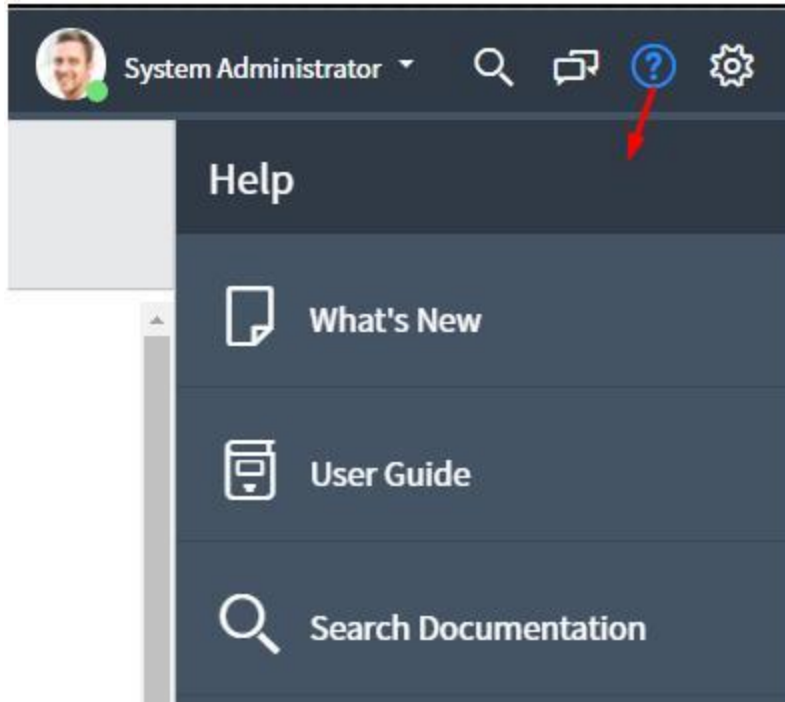 System Administrator
Help
What's New
User Guide
Search Documentation